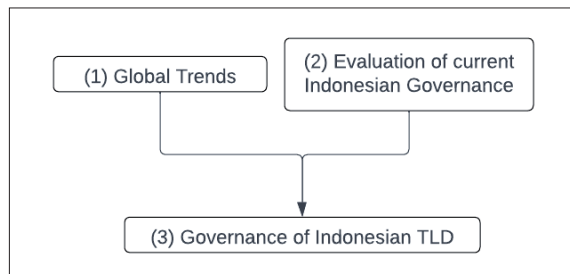 (1) Global Trends
(2) Evaluation of current
Indonesian Governance
(3) Governance of Indonesian TLD